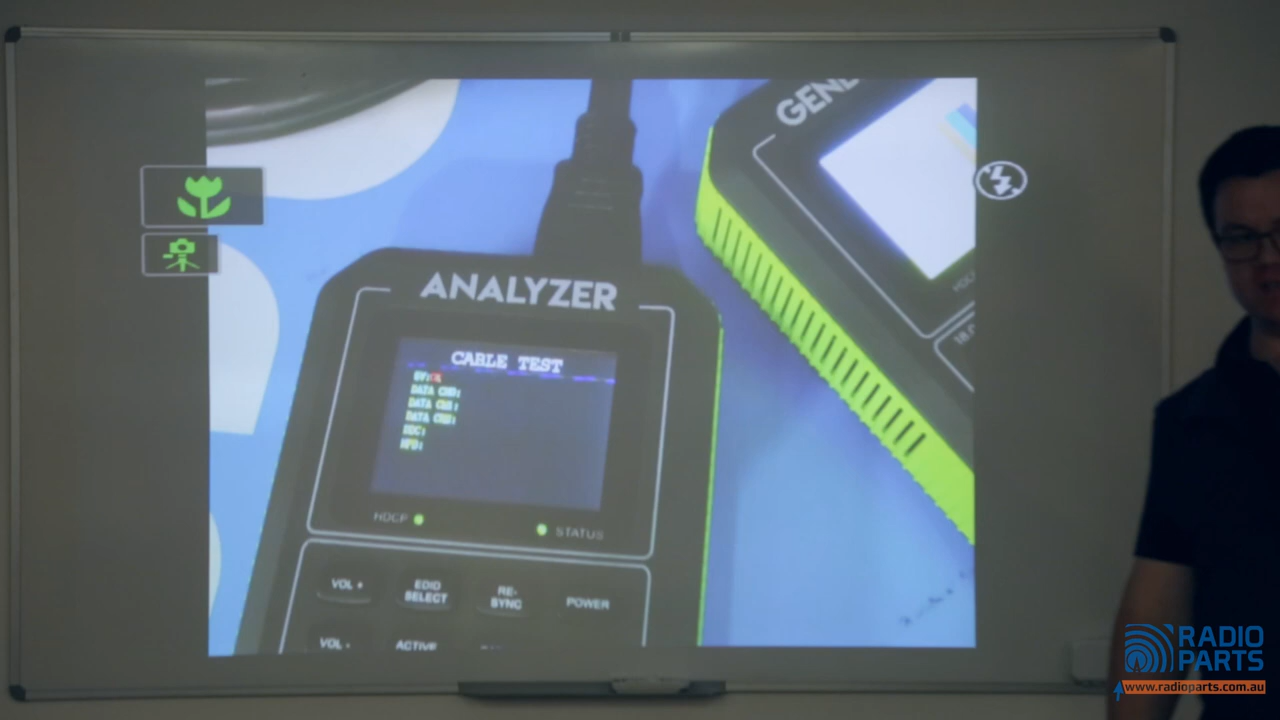 GENE
ANALYZER
CABLE TEST
DATA CH0:
DATA CH1:
DATA CH2:
DDC:
HPD:
HDCP
STATUS
VOL +
EDID
SELECT
RE-
SYNC
POWER
VOL -
ACTIVE
RADIO
PARTS
www.radioparts.com.au